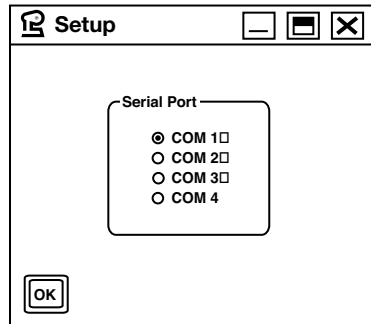 Setup
Serial Port
COM 1□
COM 2□
COM 3□
COM 4
OK